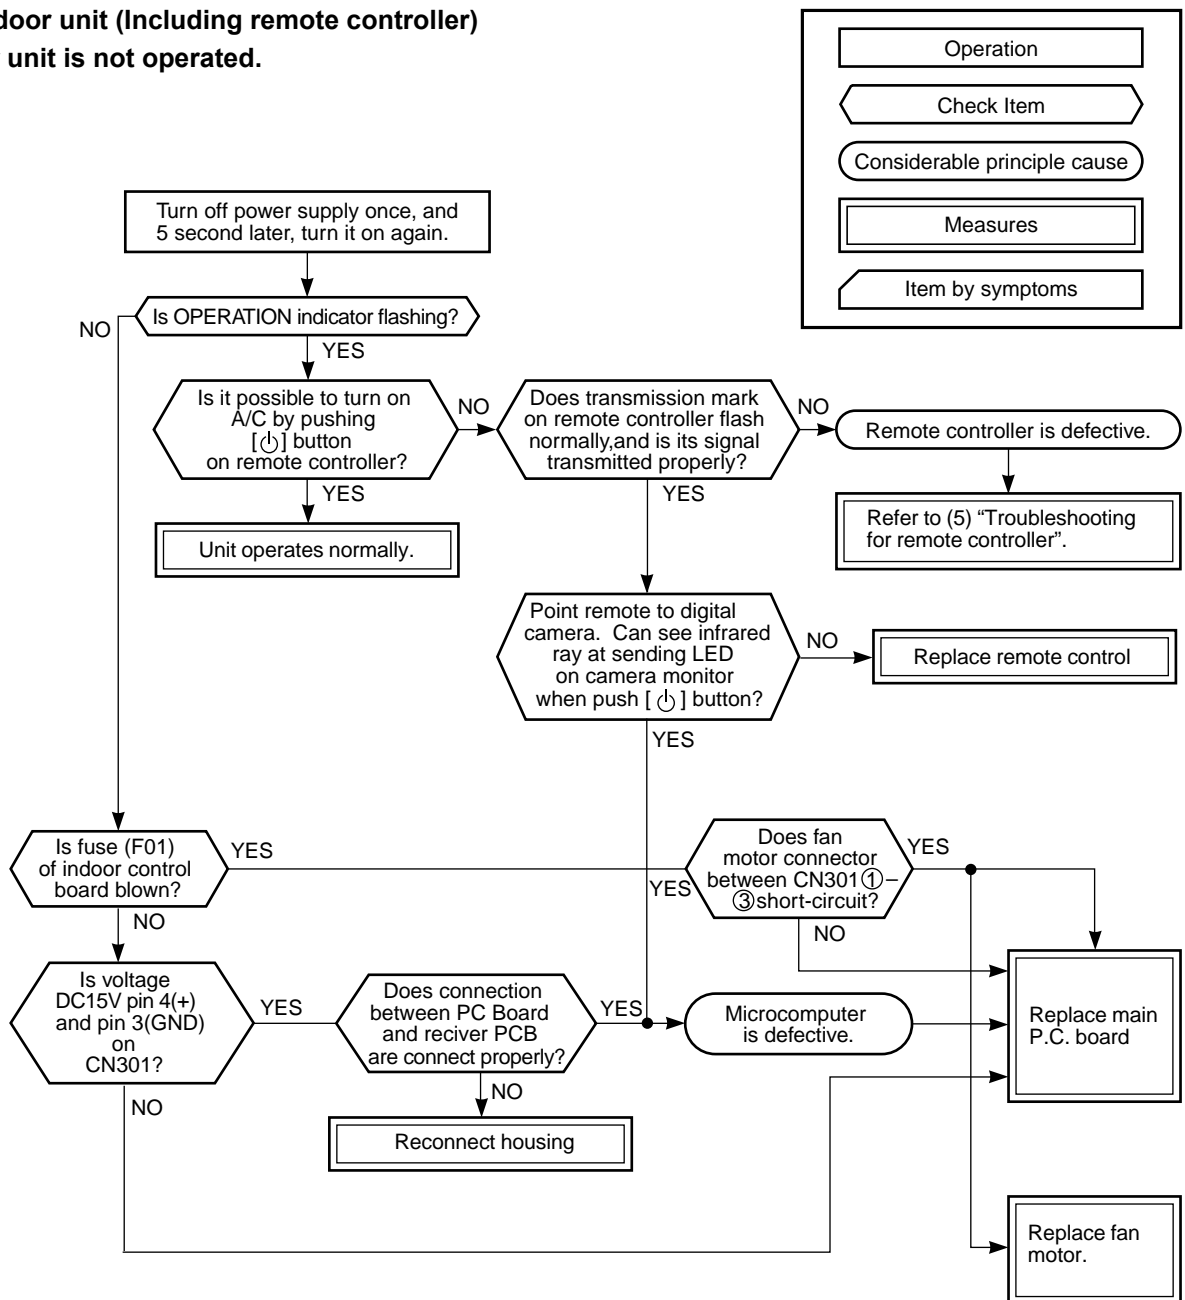 door unit (Including remote controller)
unit is not operated.
Operation
Check Item
Considerable principle cause
Measures
Item by symptoms
Turn off power supply once, and
5 second later, turn it on again.
Is OPERATION indicator flashing?
NO
YES
Is it possible to turn on
A/C by pushing
[⏻] button
on remote controller?
NO
YES
Does transmission mark
on remote controller flash
normally,and is its signal
transmitted properly?
NO
YES
Remote controller is defective.
Refer to (5) “Troubleshooting
for remote controller”.
Unit operates normally.
Point remote to digital
camera. Can see infrared
ray at sending LED
on camera monitor
when push [ ⏻ ] button?
NO
YES
Replace remote control
Is fuse (F01)
of indoor control
board blown?
YES
NO
YES
Does fan
motor connector
between CN301①–
③short-circuit?
YES
NO
Is voltage
DC15V pin 4(+)
and pin 3(GND)
on
CN301?
YES
NO
Does connection
between PC Board
and reciver PCB
are connect properly?
YES
NO
Microcomputer
is defective.
Replace main
P.C. board
Reconnect housing
Replace fan
motor.